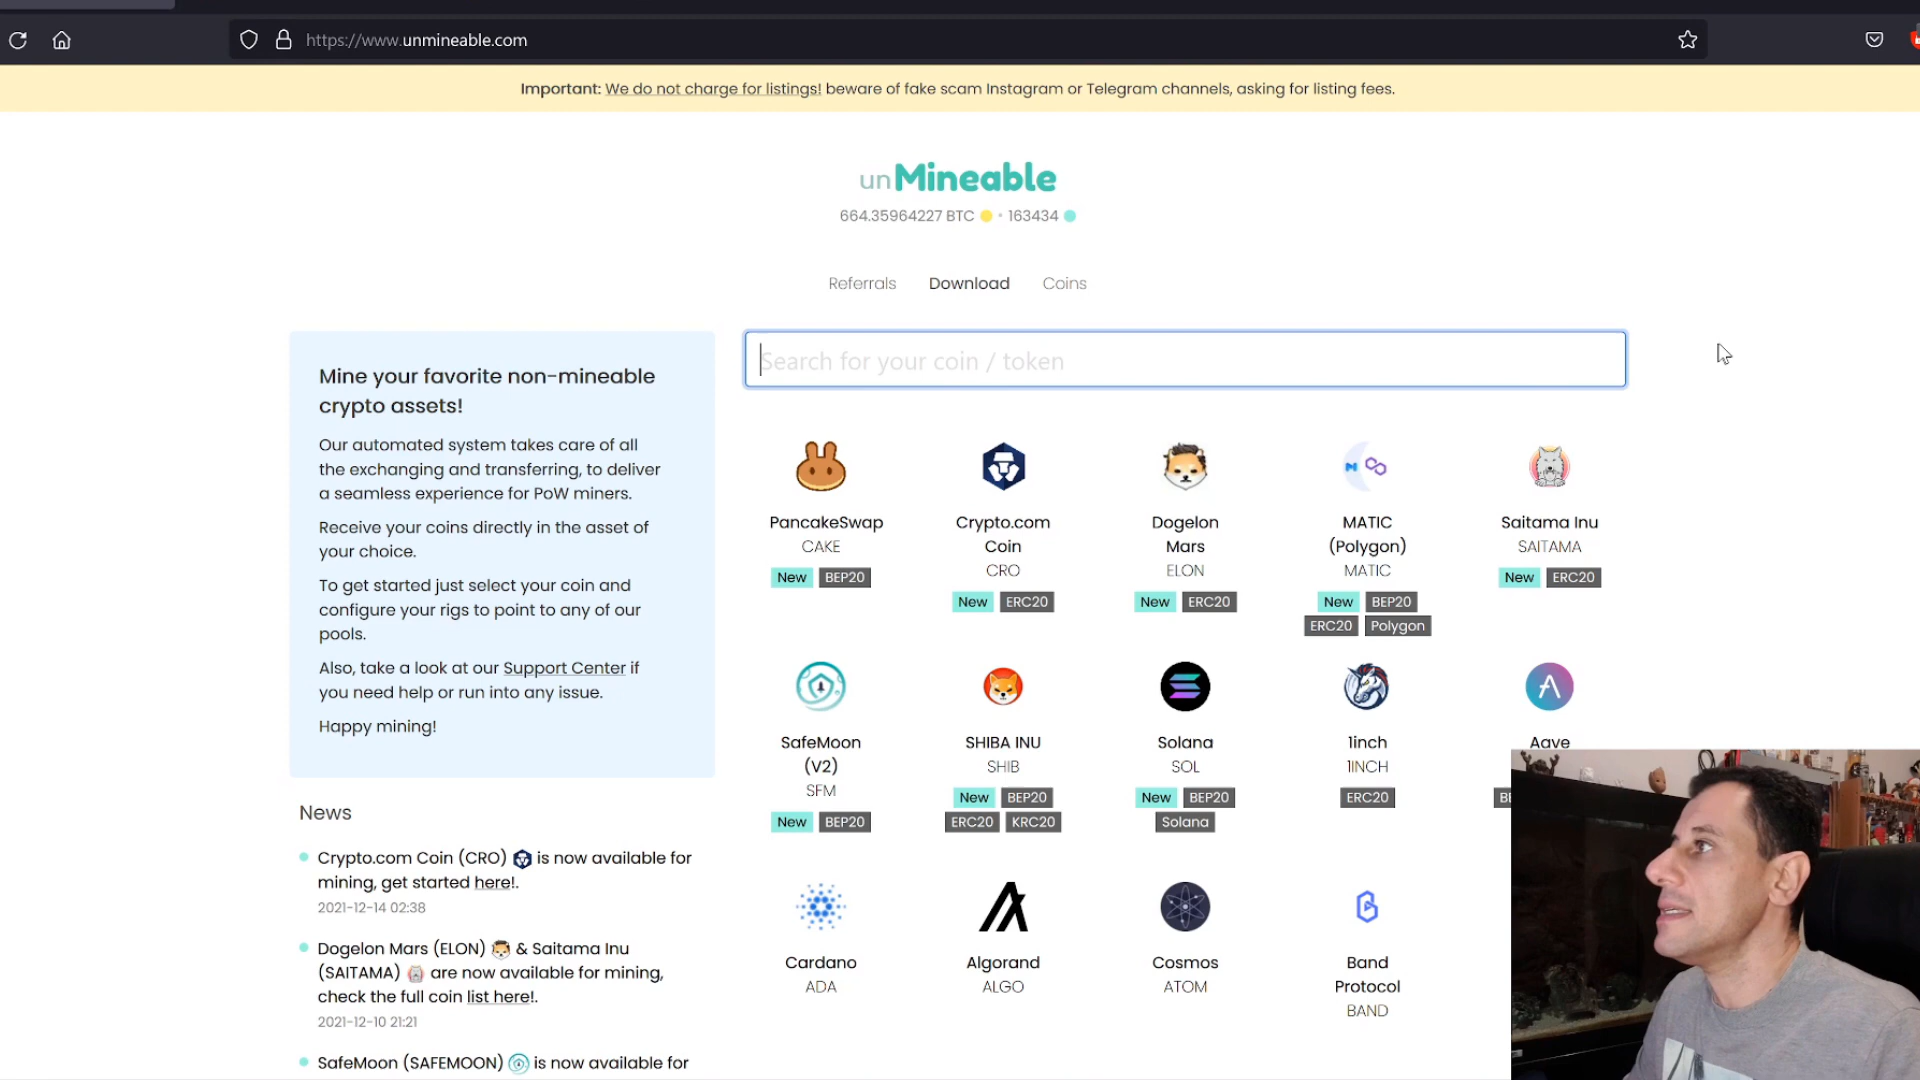 https://www.unmineable.com
Important: We do not charge for listings! beware of fake scam Instagram or Telegram channels, asking for listing fees.
unMineable
664.35964227 BTC • 163434
Referrals Download Coins
Search for your coin / token
Mine your favorite non-mineable
crypto assets!
Our automated system takes care of all
the exchanging and transferring, to deliver
a seamless experience for PoW miners.
Receive your coins directly in the asset of
your choice.
To get started just select your coin and
configure your rigs to point to any of our
pools.
Also, take a look at our Support Center if
you need help or run into any issue.
Happy mining!
News
Crypto.com Coin (CRO) is now available for
mining, get started here!.
2021-12-14 02:38
Dogelon Mars (ELON) & Saitama Inu
(SAITAMA) are now available for mining,
check the full coin list here!.
2021-12-10 21:21
SafeMoon (SAFEMOON) is now available for
PancakeSwap
CAKE
New BEP20
Crypto.com
Coin
CRO
New ERC20
Dogelon
Mars
ELON
New ERC20
MATIC
(Polygon)
MATIC
New BEP20
ERC20 Polygon
Saitama Inu
SAITAMA
New ERC20
SafeMoon
(V2)
SFM
New BEP20
SHIBA INU
SHIB
New BEP20
ERC20 KRC20
Solana
SOL
New BEP20
Solana
1inch
1INCH
ERC20
Aave
Cardano
ADA
Algorand
ALGO
Cosmos
ATOM
Band
Protocol
BAND